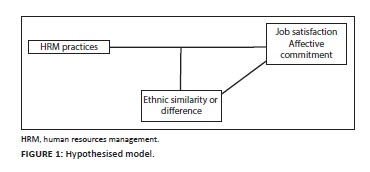 HRM practices
Job satisfaction
Affective
commitment
Ethnic similarity or
difference
HRM, human resources management.
FIGURE 1: Hypothesised model.